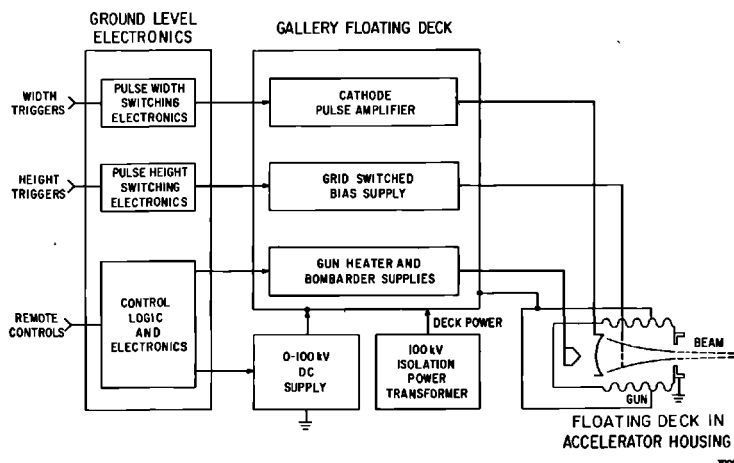 GROUND LEVEL
ELECTRONICS
GALLERY FLOATING DECK
WIDTH
TRIGGERS
PULSE WIDTH
SWITCHING
ELECTRONICS
CATHODE
PULSE AMPLIFIER
HEIGHT
TRIGGERS
PULSE HEIGHT
SWITCHING
ELECTRONICS
GRID SWITCHED
BIAS SUPPLY
GUN HEATER AND
BOMBARDER SUPPLIES
REMOTE
CONTROLS
CONTROL
LOGIC
AND
ELECTRONICS
DECK POWER
0-100 kV
DC
SUPPLY
100 kV
ISOLATION
POWER
TRANSFORMER
BEAM
GUN
FLOATING DECK IN
ACCELERATOR HOUSING